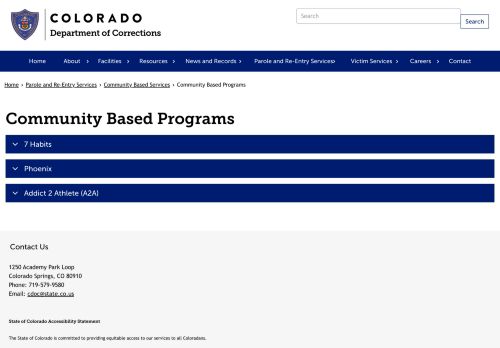 COLORADO
Department of Corrections
Search
Search
Home About Facilities Resources News and Records Parole and Re-Entry Services Victim Services Careers Contact
Home › Parole and Re-Entry Services › Community Based Services › Community Based Programs
Community Based Programs
7 Habits
Phoenix
Addict 2 Athlete (A2A)
Contact Us
1250 Academy Park Loop
Colorado Springs, CO 80910
Phone: 719-579-9580
Email: cdoc@state.co.us
State of Colorado Accessibility Statement
The State of Colorado is committed to providing equitable access to our services to all Coloradans.